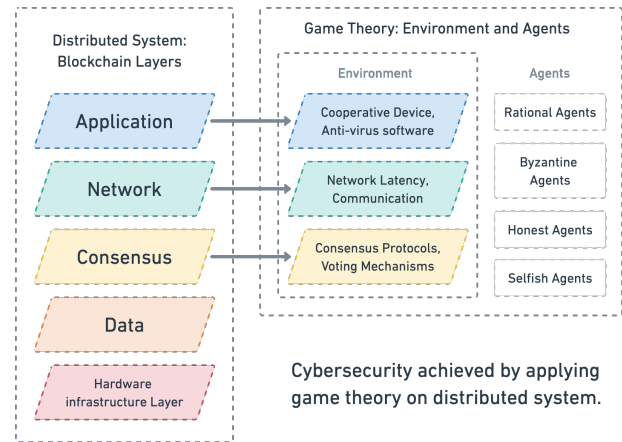 Distributed System:
Blockchain Layers
Application
Network
Consensus
Data
Hardware
infrastructure Layer
Game Theory: Environment and Agents
Environment
Cooperative Device,
Anti-virus software
Network Latency,
Communication
Consensus Protocols,
Voting Mechanisms
Agents
Rational Agents
Byzantine
Agents
Honest Agents
Selfish Agents
Cybersecurity achieved by applying
game theory on distributed system.